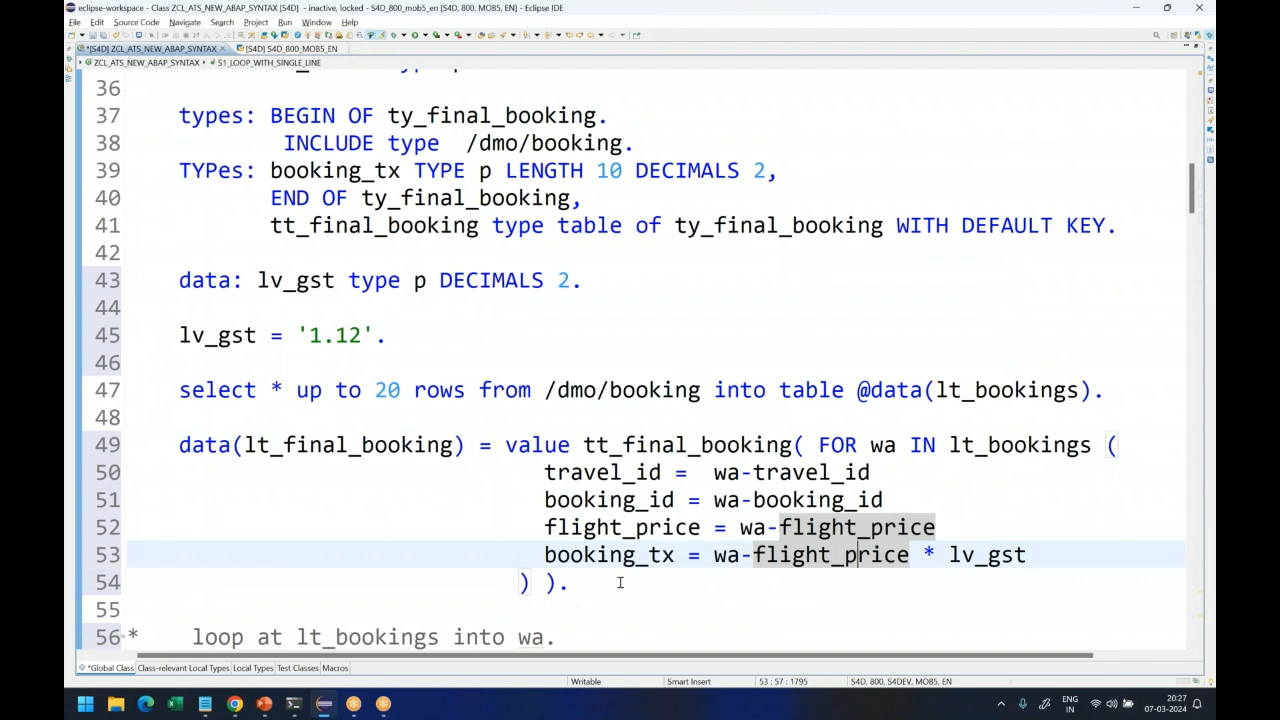 eclipse-workspace - Class ZCL_ATS_NEW_ABAP_SYNTAX [S4D] - inactive, locked - S4D_800_mob5_en [S4D, 800, MOB5, EN] - Eclipse IDE
File Edit Source Code Navigate Search Project Run Window Help
*[S4D] ZCL_ATS_NEW_ABAP_SYNTAX [S4D] S4D_800_MOB5_EN
ZCL_ATS_NEW_ABAP_SYNTAX S1_LOOP_WITH_SINGLE_LINE
36
37 types: BEGIN OF ty_final_booking.
38 INCLUDE type /dmo/booking.
39 TYPes: booking_tx TYPE p LENGTH 10 DECIMALS 2,
40 END OF ty_final_booking,
41 tt_final_booking type table of ty_final_booking WITH DEFAULT KEY.
42
43 data: lv_gst type p DECIMALS 2.
44
45 lv_gst = '1.12'.
46
47 select * up to 20 rows from /dmo/booking into table @data(lt_bookings).
48
49 data(lt_final_booking) = value tt_final_booking( FOR wa IN lt_bookings (
50 travel_id = wa-travel_id
51 booking_id = wa-booking_id
52 flight_price = wa-flight_price
53 booking_tx = wa-flight_price * lv_gst
54 ) ).
55
56 * loop at lt_bookings into wa.
*Global Class Class-relevant Local Types Local Types Test Classes Macros
Writable Smart Insert 53 : 57 : 1795 S4D, 800, S4DEV, MOB5, EN
ENG
IN
20:27
07-03-2024